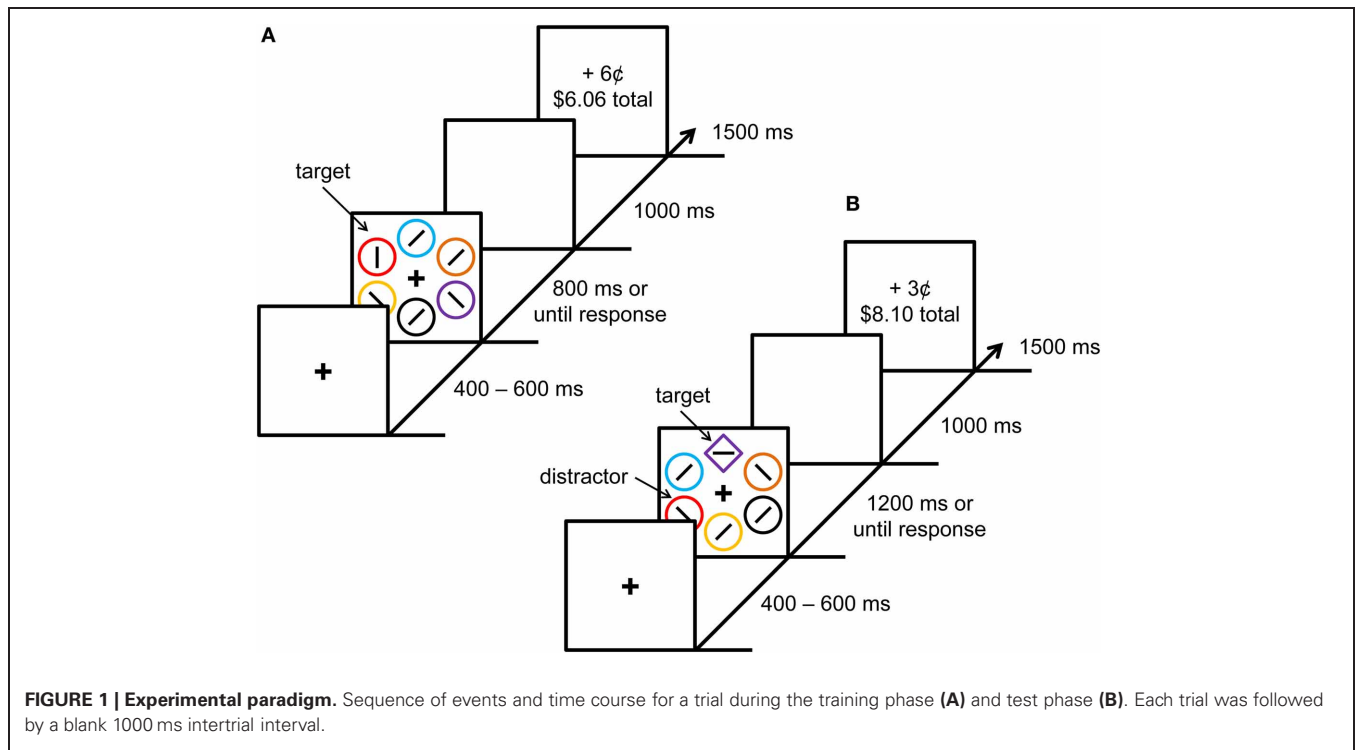 A
+ 6¢
$6.06 total
1500 ms
target
1000 ms
800 ms or
until response
+
+
400 – 600 ms
B
+ 3¢
$8.10 total
1500 ms
target
1000 ms
distractor
+
1200 ms or
until response
+
400 – 600 ms
FIGURE 1 | Experimental paradigm. Sequence of events and time course for a trial during the training phase (A) and test phase (B). Each trial was followed
by a blank 1000 ms intertrial interval.